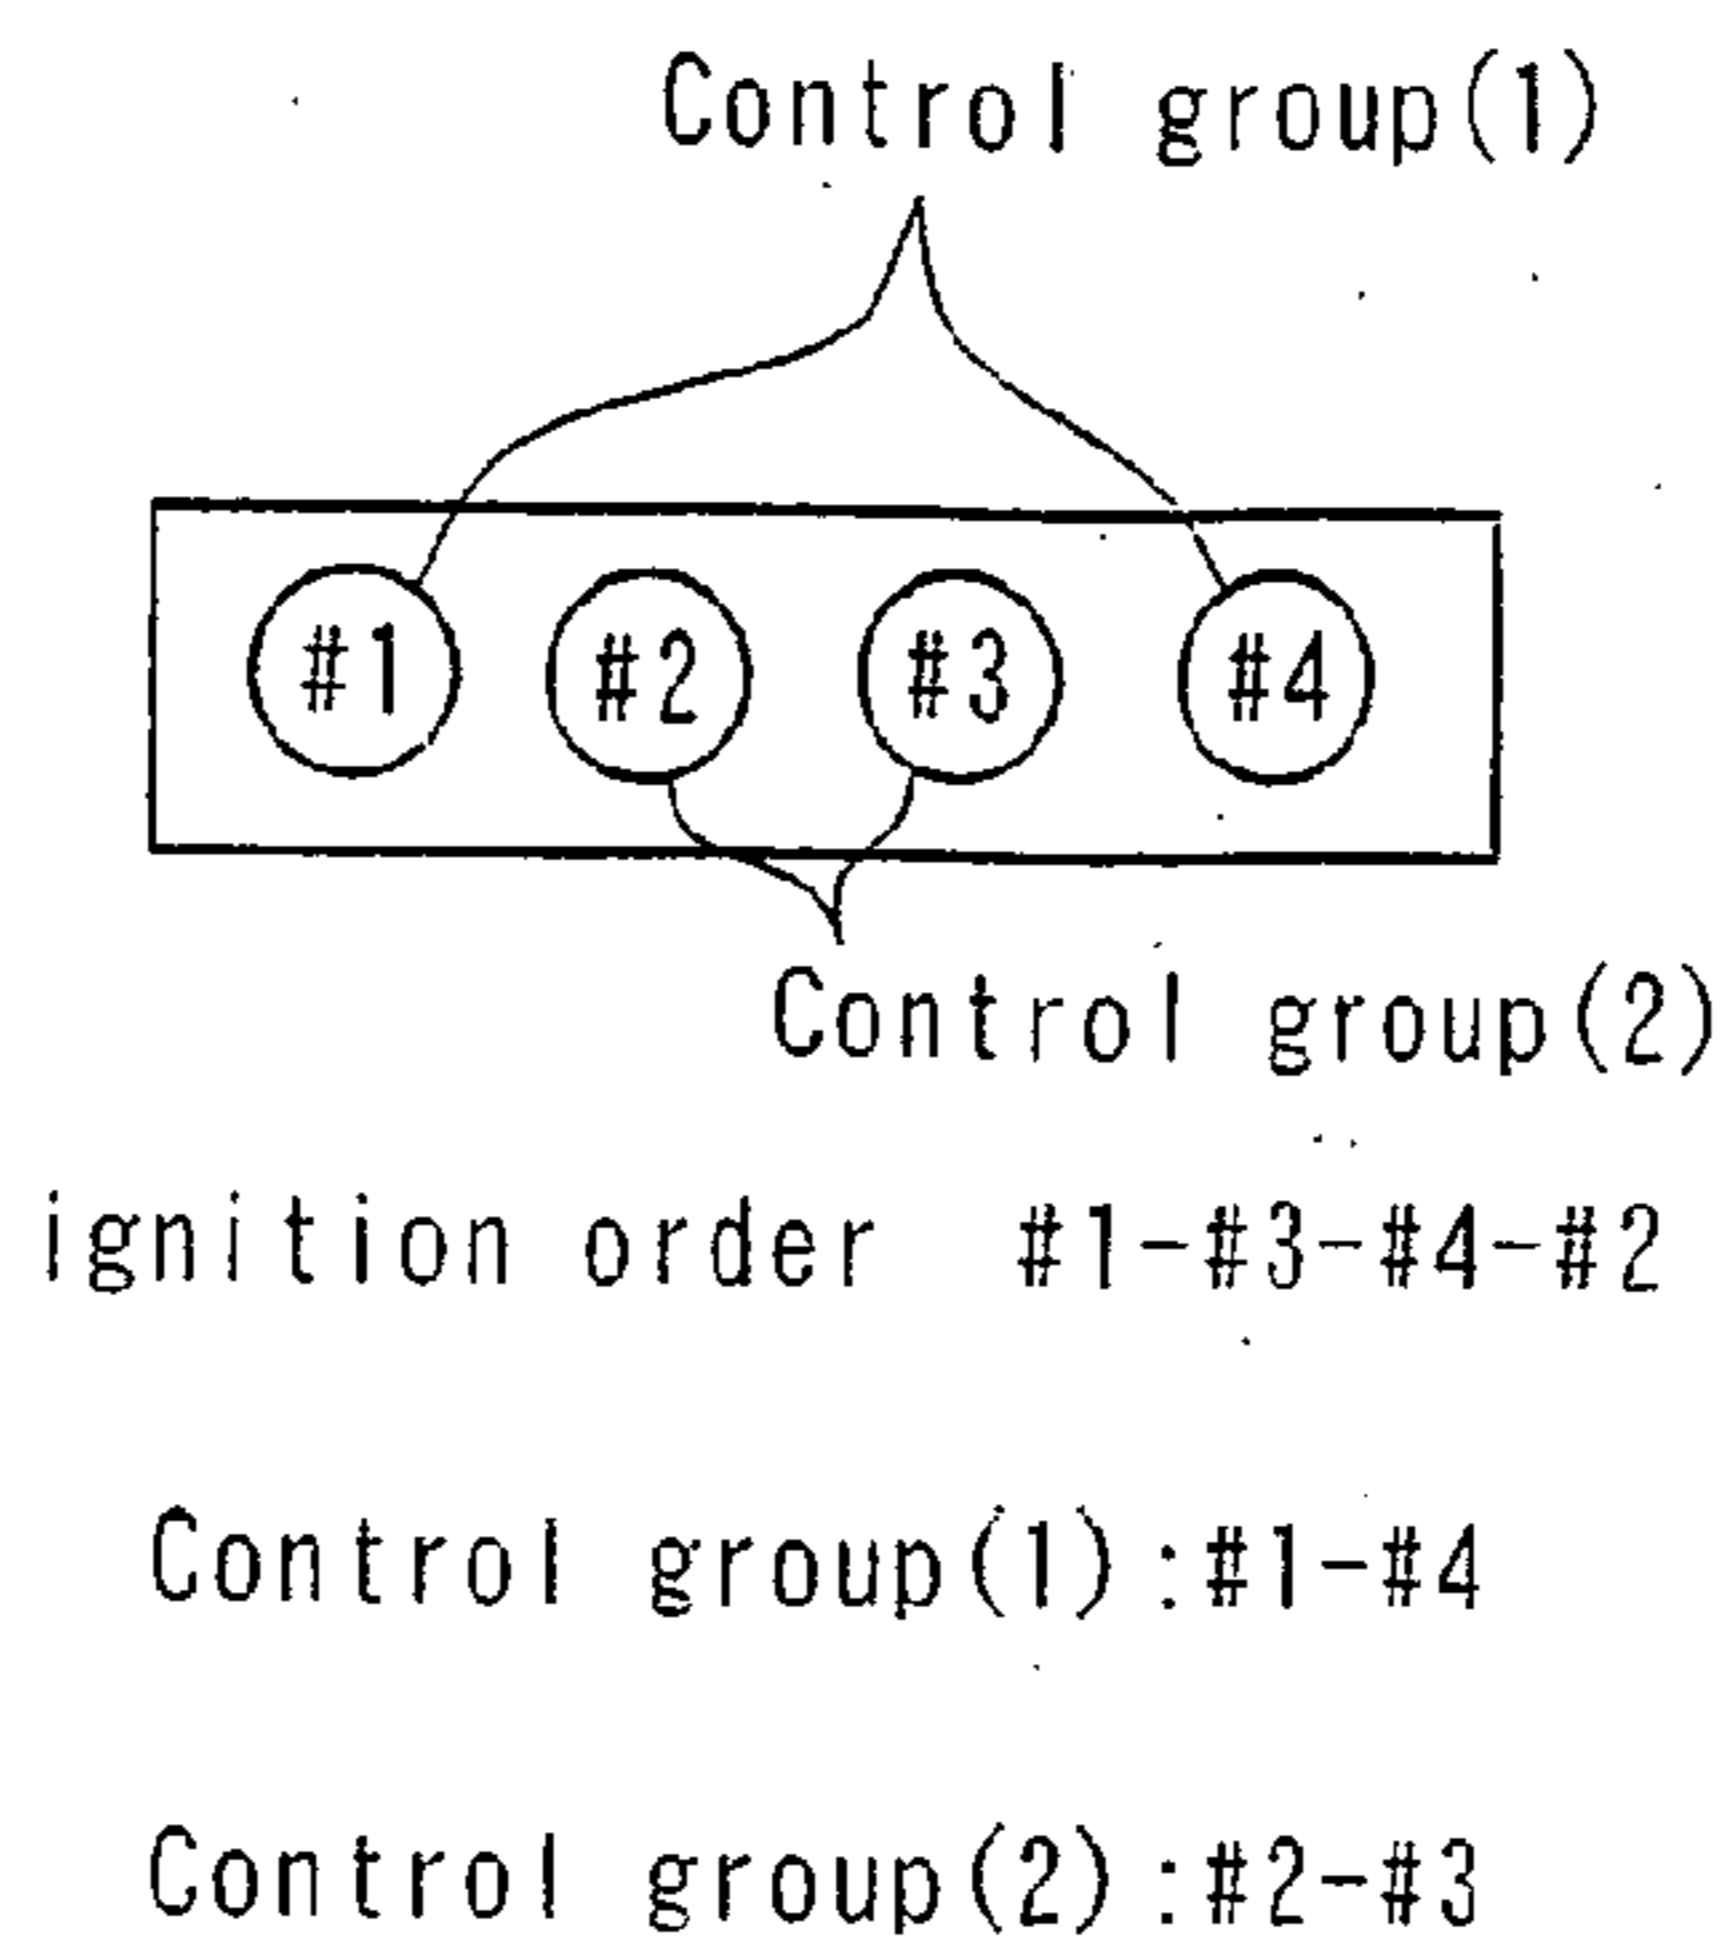 Control group(1)
#1 #2 #3 #4
Control group(2)
ignition order #1-#3-#4-#2
Control group(1):#1-#4
Control group(2):#2-#3